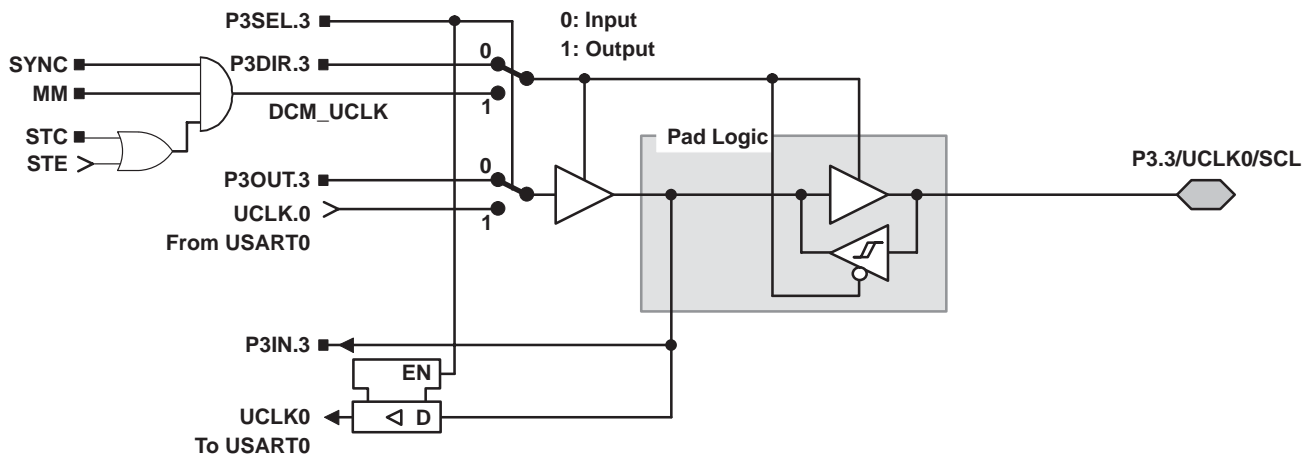 P3SEL.3
0: Input
1: Output
SYNC
P3DIR.3
0
MM
1
DCM_UCLK
STC
STE
Pad Logic
P3.3/UCLK0/SCL
P3OUT.3
0
UCLK.0
1
From USART0
P3IN.3
EN
UCLK0
D
To USART0